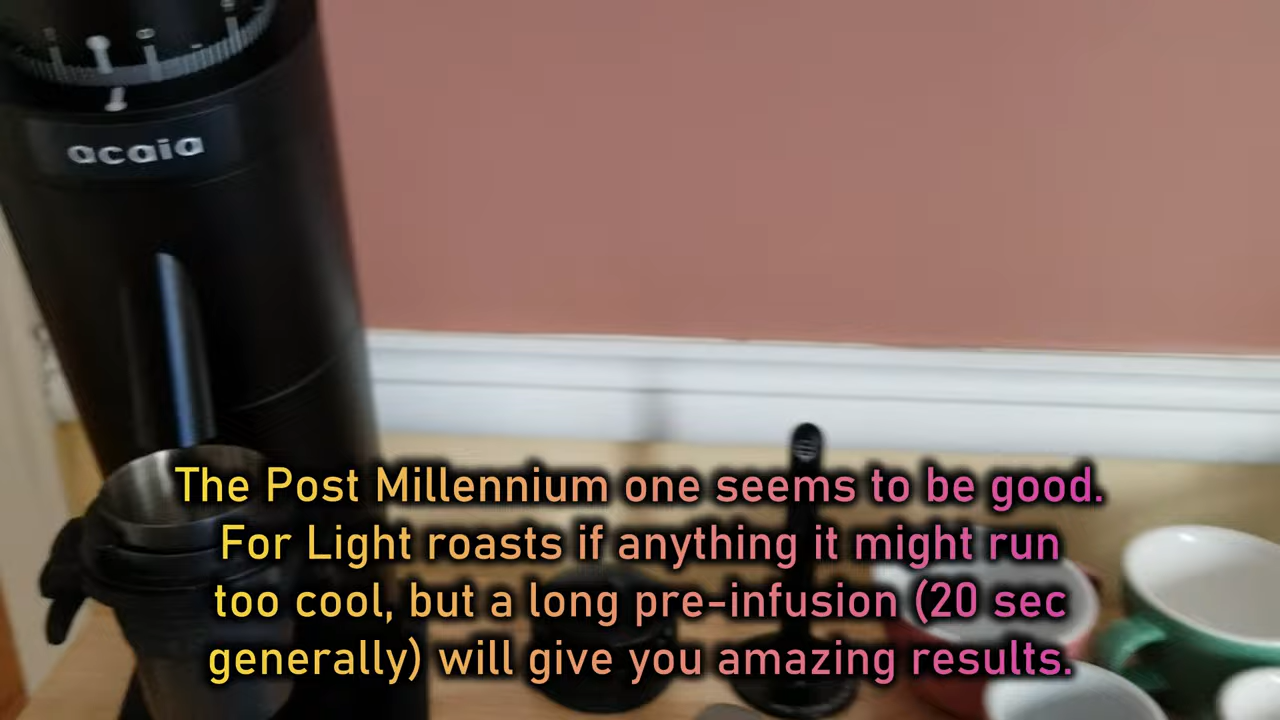 acaia
The Post Millennium one seems to be good.
For Light roasts if anything it might run
too cool, but a long pre-infusion (20 sec
generally) will give you amazing results.